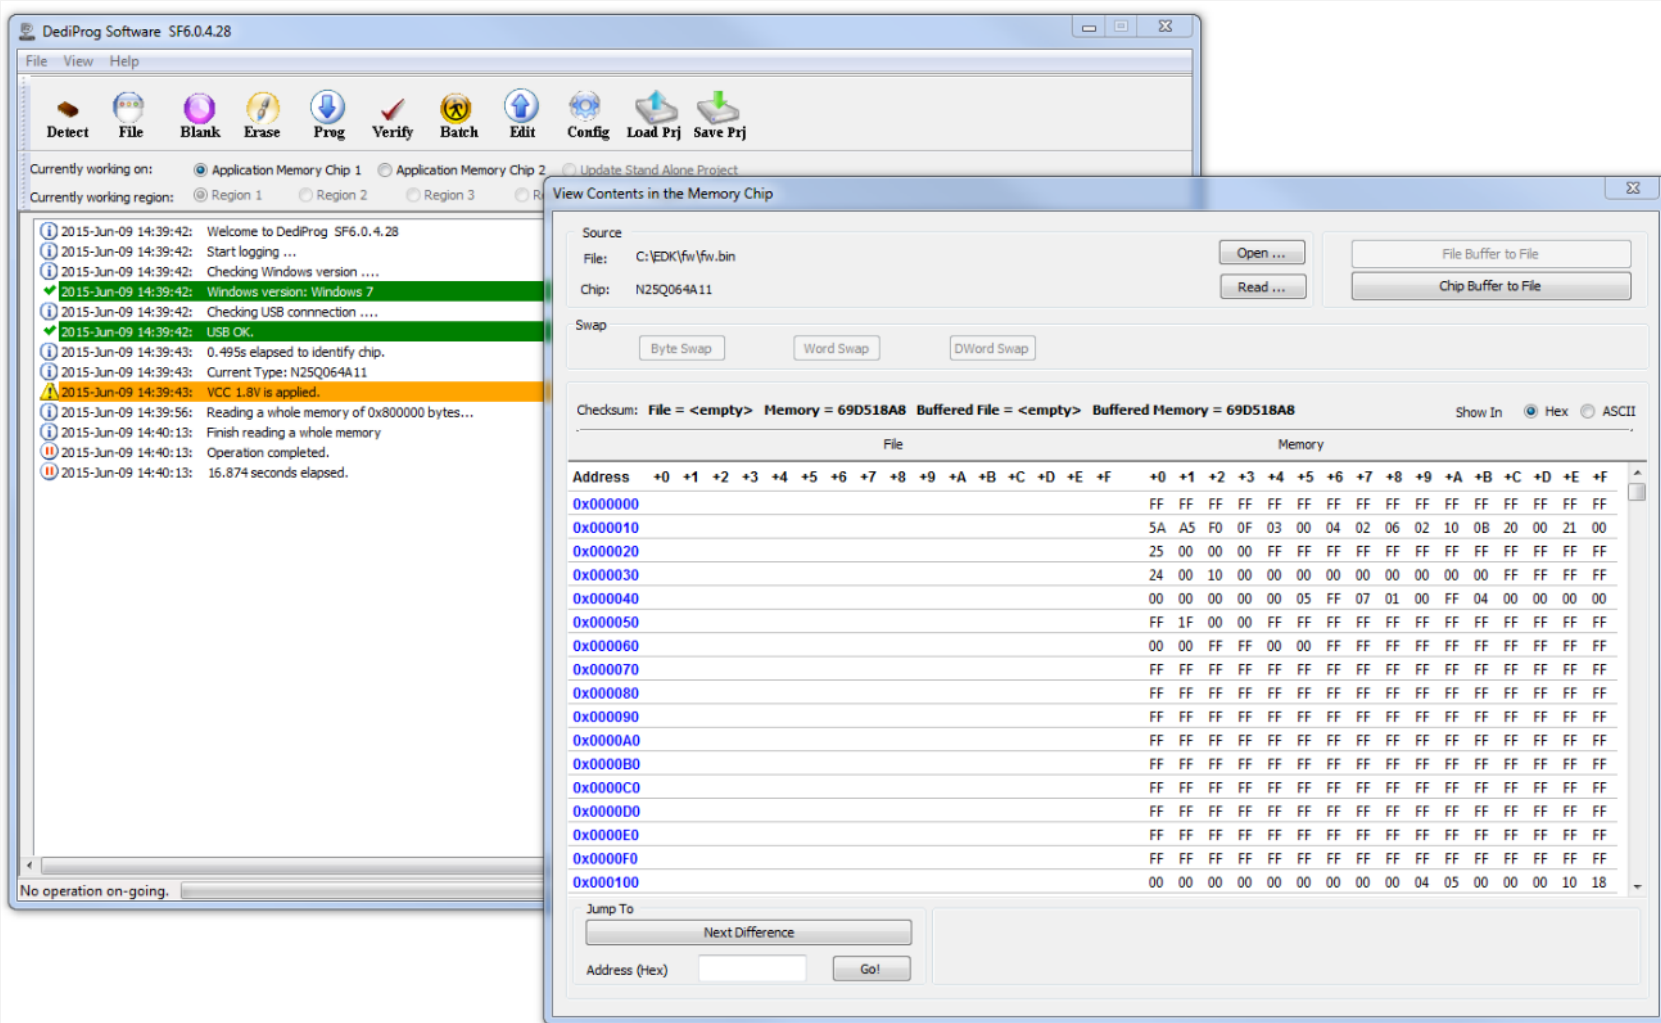 DediProg Software SF6.0.4.28
File View Help
Detect File Blank Erase Prog Verify Batch Edit Config Load Prj Save Prj
Currently working on: Application Memory Chip 1 Application Memory Chip 2 Update Stand Alone Project
Currently working region: Region 1 Region 2 Region 3
2015-Jun-09 14:39:42: Welcome to DediProg SF6.0.4.28
2015-Jun-09 14:39:42: Start logging ...
2015-Jun-09 14:39:42: Checking Windows version ....
2015-Jun-09 14:39:42: Windows version: Windows 7
2015-Jun-09 14:39:42: Checking USB connnection ....
2015-Jun-09 14:39:42: USB OK.
2015-Jun-09 14:39:43: 0.495s elapsed to identify chip.
2015-Jun-09 14:39:43: Current Type: N25Q064A11
2015-Jun-09 14:39:43: VCC 1.8V is applied.
2015-Jun-09 14:39:56: Reading a whole memory of 0x800000 bytes...
2015-Jun-09 14:40:13: Finish reading a whole memory
2015-Jun-09 14:40:13: Operation completed.
2015-Jun-09 14:40:13: 16.874 seconds elapsed.
No operation on-going.
View Contents in the Memory Chip
Source
File: C:\EDK\fw\fw.bin Open ... File Buffer to File
Chip: N25Q064A11 Read ... Chip Buffer to File
Swap
Byte Swap Word Swap DWord Swap
Checksum: File = <empty> Memory = 69D518A8 Buffered File = <empty> Buffered Memory = 69D518A8 Show In Hex ASCII
File Memory
Address +0 +1 +2 +3 +4 +5 +6 +7 +8 +9 +A +B +C +D +E +F +0 +1 +2 +3 +4 +5 +6 +7 +8 +9 +A +B +C +D +E +F
0x000000 FF FF FF FF FF FF FF FF FF FF FF FF FF FF FF FF
0x000010 5A A5 F0 0F 03 00 04 02 06 02 10 0B 20 00 21 00
0x000020 25 00 00 00 FF FF FF FF FF FF FF FF FF FF FF FF
0x000030 24 00 10 00 00 00 00 00 00 00 00 00 FF FF FF FF
0x000040 00 00 00 00 00 05 FF 07 01 00 FF 04 00 00 00 00
0x000050 FF 1F 00 00 FF FF FF FF FF FF FF FF FF FF FF FF
0x000060 00 00 FF FF 00 00 FF FF FF FF FF FF FF FF FF FF
0x000070 FF FF FF FF FF FF FF FF FF FF FF FF FF FF FF FF
0x000080 FF FF FF FF FF FF FF FF FF FF FF FF FF FF FF FF
0x000090 FF FF FF FF FF FF FF FF FF FF FF FF FF FF FF FF
0x0000A0 FF FF FF FF FF FF FF FF FF FF FF FF FF FF FF FF
0x0000B0 FF FF FF FF FF FF FF FF FF FF FF FF FF FF FF FF
0x0000C0 FF FF FF FF FF FF FF FF FF FF FF FF FF FF FF FF
0x0000D0 FF FF FF FF FF FF FF FF FF FF FF FF FF FF FF FF
0x0000E0 FF FF FF FF FF FF FF FF FF FF FF FF FF FF FF FF
0x0000F0 FF FF FF FF FF FF FF FF FF FF FF FF FF FF FF FF
0x000100 00 00 00 00 00 00 00 00 00 04 05 00 00 00 10 18
Jump To
Next Difference
Address (Hex) Go!